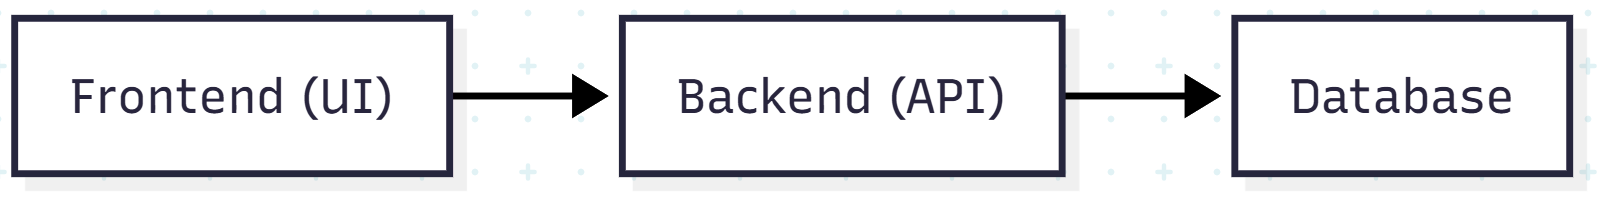 Frontend (UI)
Backend (API)
Database